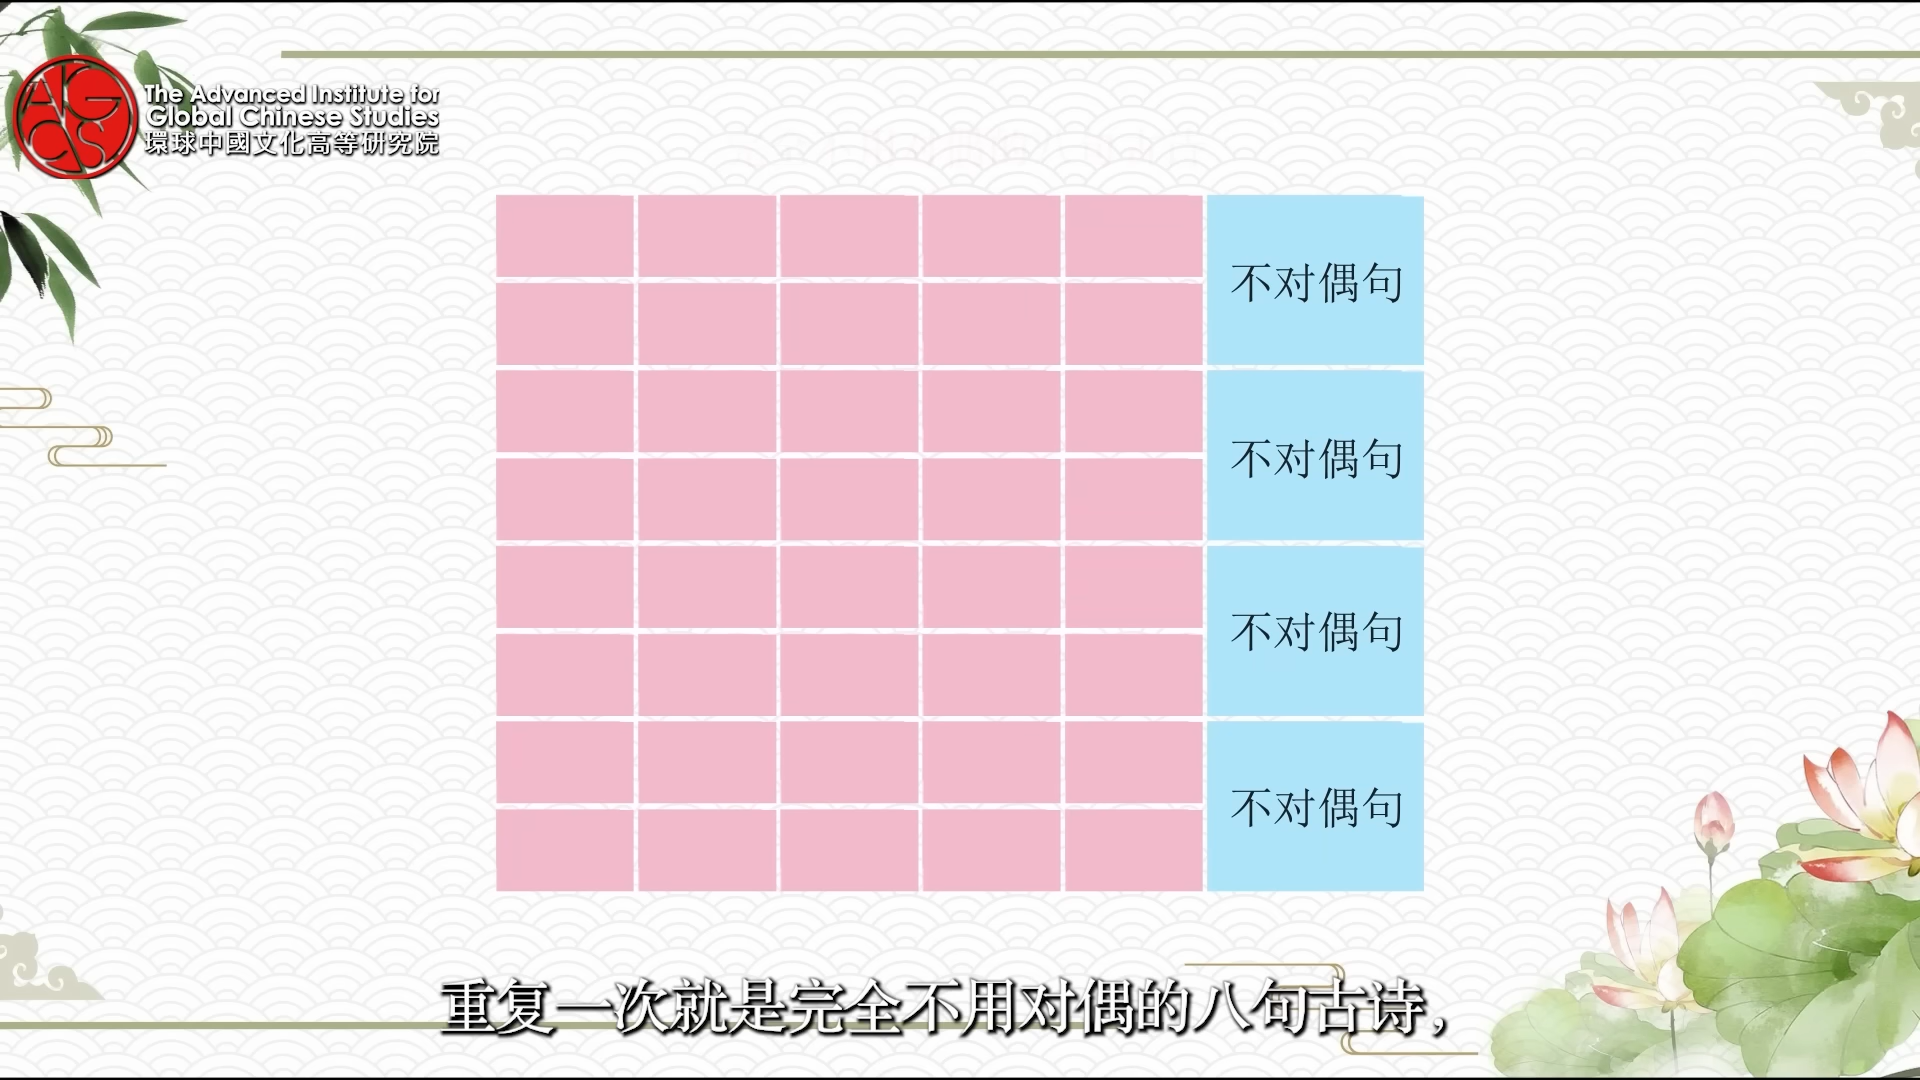 The Advanced Institute for
Global Chinese Studies
環球中國文化高等研究院
不对偶句
不对偶句
不对偶句
不对偶句
重复一次就是完全不用对偶的八句古诗，